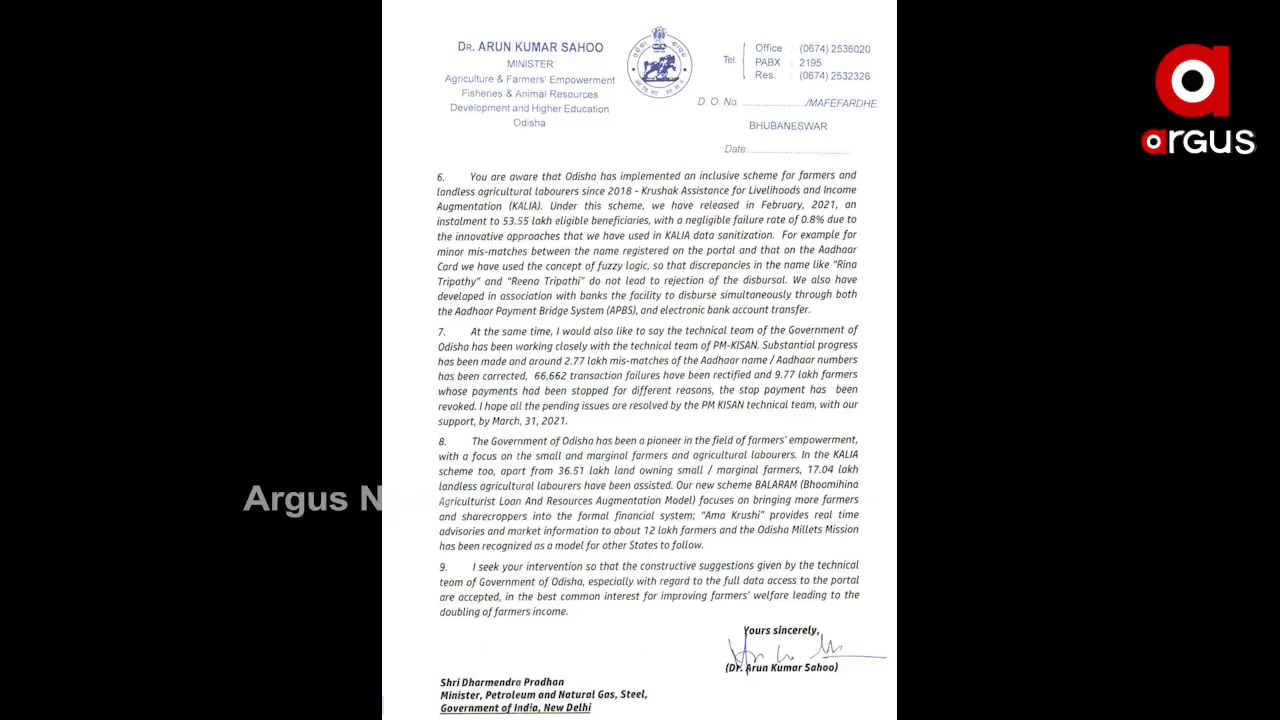 DR. ARUN KUMAR SAHOO
MINISTER
Agriculture & Farmers' Empowerment
Fisheries & Animal Resources
Development and Higher Education
Odisha
Tel.
Office : (0674) 2536020
PABX : 2195
Res. : (0674) 2532326
D. O. No. ......................./MAFEFARDHE.
BHUBANESWAR
Date...................................
argus
6. You are aware that Odisha has implemented an inclusive scheme for farmers and
landless agricultural labourers since 2018 - Krushak Assistance for Livelihoods and Income
Augmentation (KALIA). Under this scheme, we have released in February, 2021, an
instalment to 53.55 lakh eligible beneficiaries, with a negligible failure rate of 0.8% due to
the innovative approaches that we have used in KALIA data sanitization. For example for
minor mis-matches between the name registered on the portal and that on the Aadhaar
Card we have used the concept of fuzzy logic, so that discrepancies in the name like "Rina
Tripathy" and "Reena Tripathi" do not lead to rejection of the disbursal. We also have
developed in association with banks the facility to disburse simultaneously through both
the Aadhaar Payment Bridge System (APBS), and electronic bank account transfer.
7. At the same time, I would also like to say the technical team of the Government of
Odisha has been working closely with the technical team of PM-KISAN. Substantial progress
has been made and around 2.77 lakh mis-matches of the Aadhaar name / Aadhaar numbers
has been corrected, 66,662 transaction failures have been rectified and 9.77 lakh farmers
whose payments had been stopped for different reasons, the stop payment has been
revoked. I hope all the pending issues are resolved by the PM KISAN technical team, with our
support, by March, 31, 2021.
8. The Government of Odisha has been a pioneer in the field of farmers' empowerment,
with a focus on the small and marginal farmers and agricultural labourers. In the KALIA
scheme too, apart from 36.51 lakh land owning small / marginal farmers, 17.04 lakh
landless agricultural labourers have been assisted. Our new scheme BALARAM (Bhoomihina
Agriculturist Loan And Resources Augmentation Model) focuses on bringing more farmers
and sharecroppers into the formal financial system; "Ama Krushi" provides real time
advisories and market information to about 12 lakh farmers and the Odisha Millets Mission
has been recognized as a model for other States to follow.
Argus
9. I seek your intervention so that the constructive suggestions given by the technical
team of Government of Odisha, especially with regard to the full data access to the portal
are accepted, in the best common interest for improving farmers' welfare leading to the
doubling of farmers income.
Yours sincerely,
(Dr. Arun Kumar Sahoo)
Shri Dharmendra Pradhan
Minister, Petroleum and Natural Gas, Steel,
Government of India, New Delhi